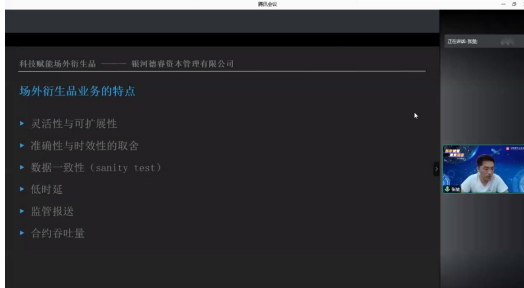 腾讯会议
科技赋能场外衍生品 ——— 银河德睿资本管理有限公司
场外衍生品业务的特点
▸ 灵活性与可扩展性
▸ 准确性与时效性的取舍
▸ 数据一致性（sanity test）
▸ 低时延
▸ 监管报送
▸ 合约吞吐量